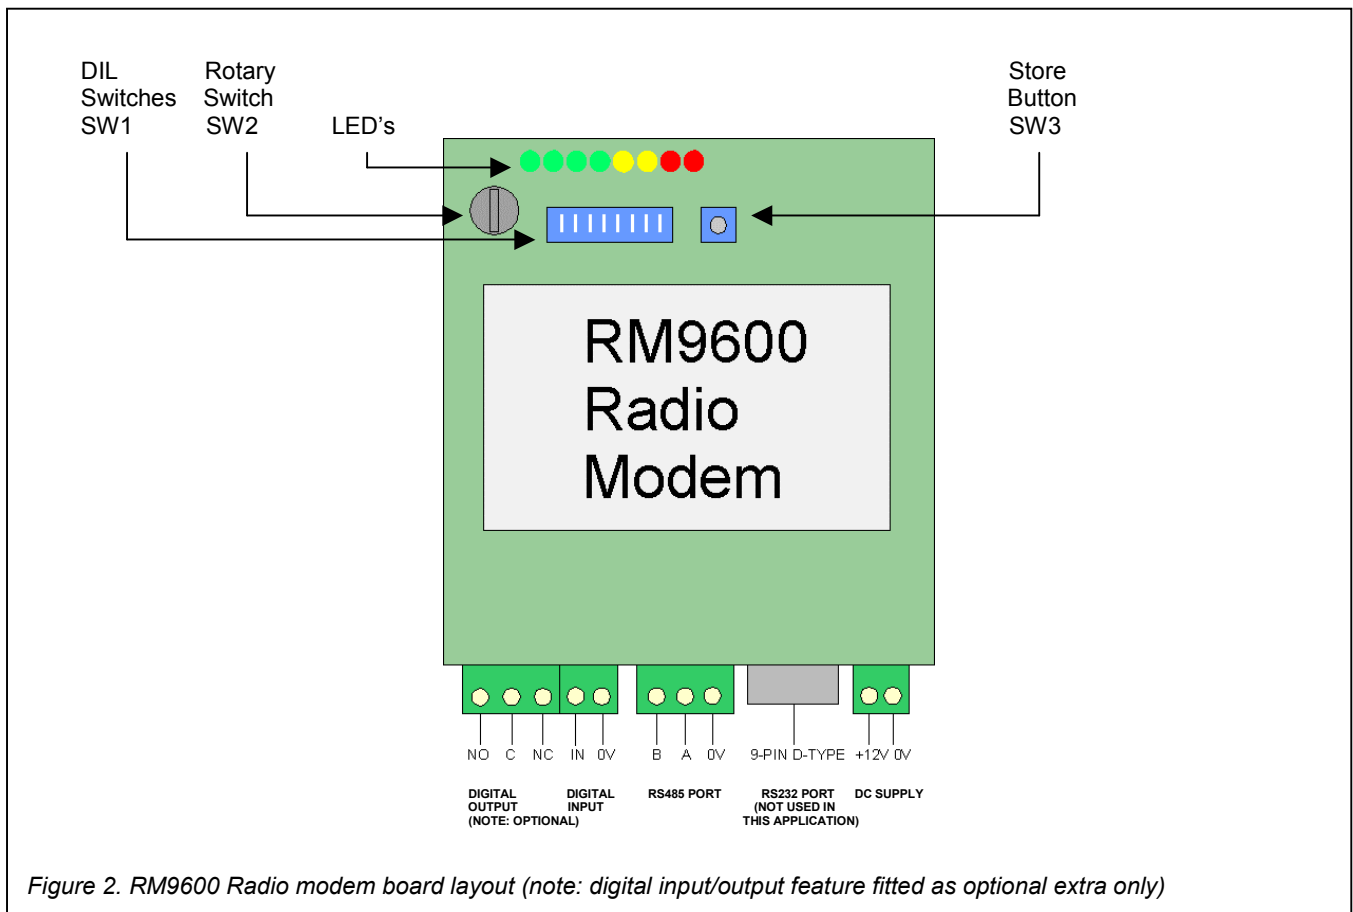 DIL
Switches
SW1
Rotary
Switch
SW2
LED's
Store
Button
SW3
RM9600
Radio
Modem
NO C NC IN 0V B A 0V 9-PIN D-TYPE +12V 0V
DIGITAL
OUTPUT
(NOTE: OPTIONAL)
DIGITAL
INPUT
RS485 PORT
RS232 PORT
(NOT USED IN
THIS APPLICATION)
DC SUPPLY
Figure 2. RM9600 Radio modem board layout (note: digital input/output feature fitted as optional extra only)